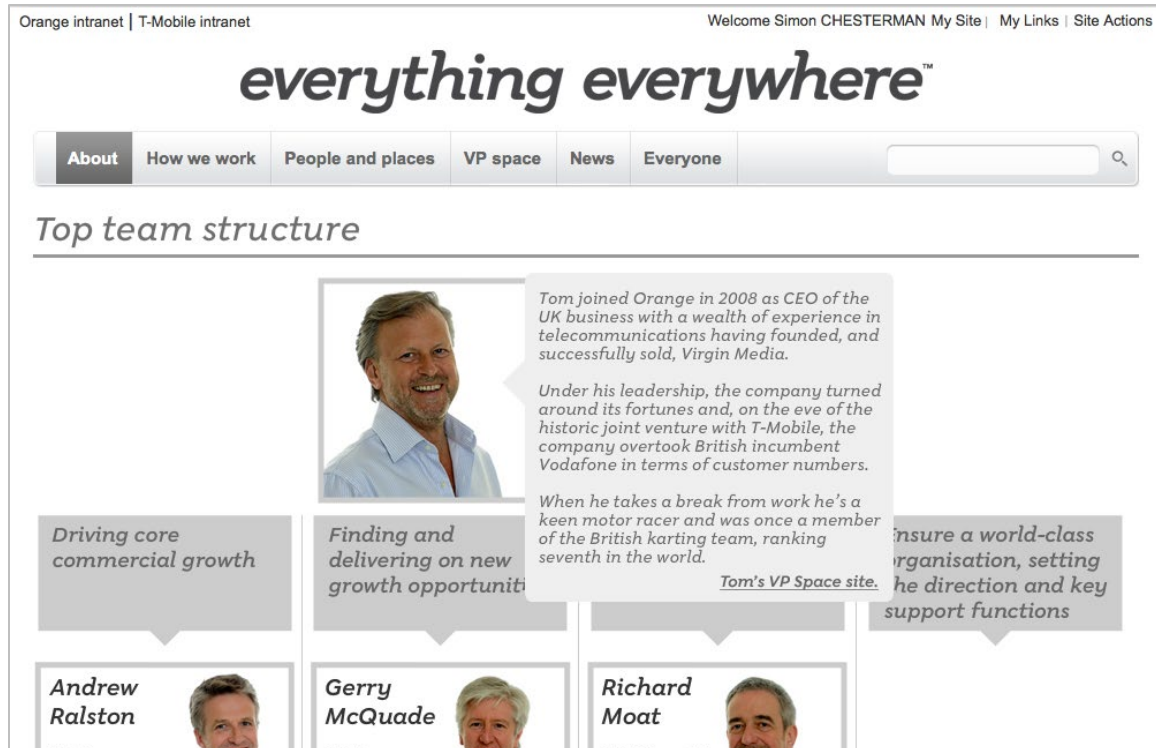 Orange intranet | T-Mobile intranet
Welcome Simon CHESTERMAN My Site | My Links | Site Actions
everything everywhere™
About How we work People and places VP space News Everyone
Top team structure
Tom joined Orange in 2008 as CEO of the
UK business with a wealth of experience in
telecommunications having founded, and
successfully sold, Virgin Media.
Under his leadership, the company turned
around its fortunes and, on the eve of the
historic joint venture with T-Mobile, the
company overtook British incumbent
Vodafone in terms of customer numbers.
When he takes a break from work he's a
keen motor racer and was once a member
of the British karting team, ranking
seventh in the world.
Tom's VP Space site.
Driving core
commercial growth
Finding and
delivering on new
growth opportuniti
Ensure a world-class
organisation, setting
the direction and key
support functions
Andrew
Ralston
Gerry
McQuade
Richard
Moat